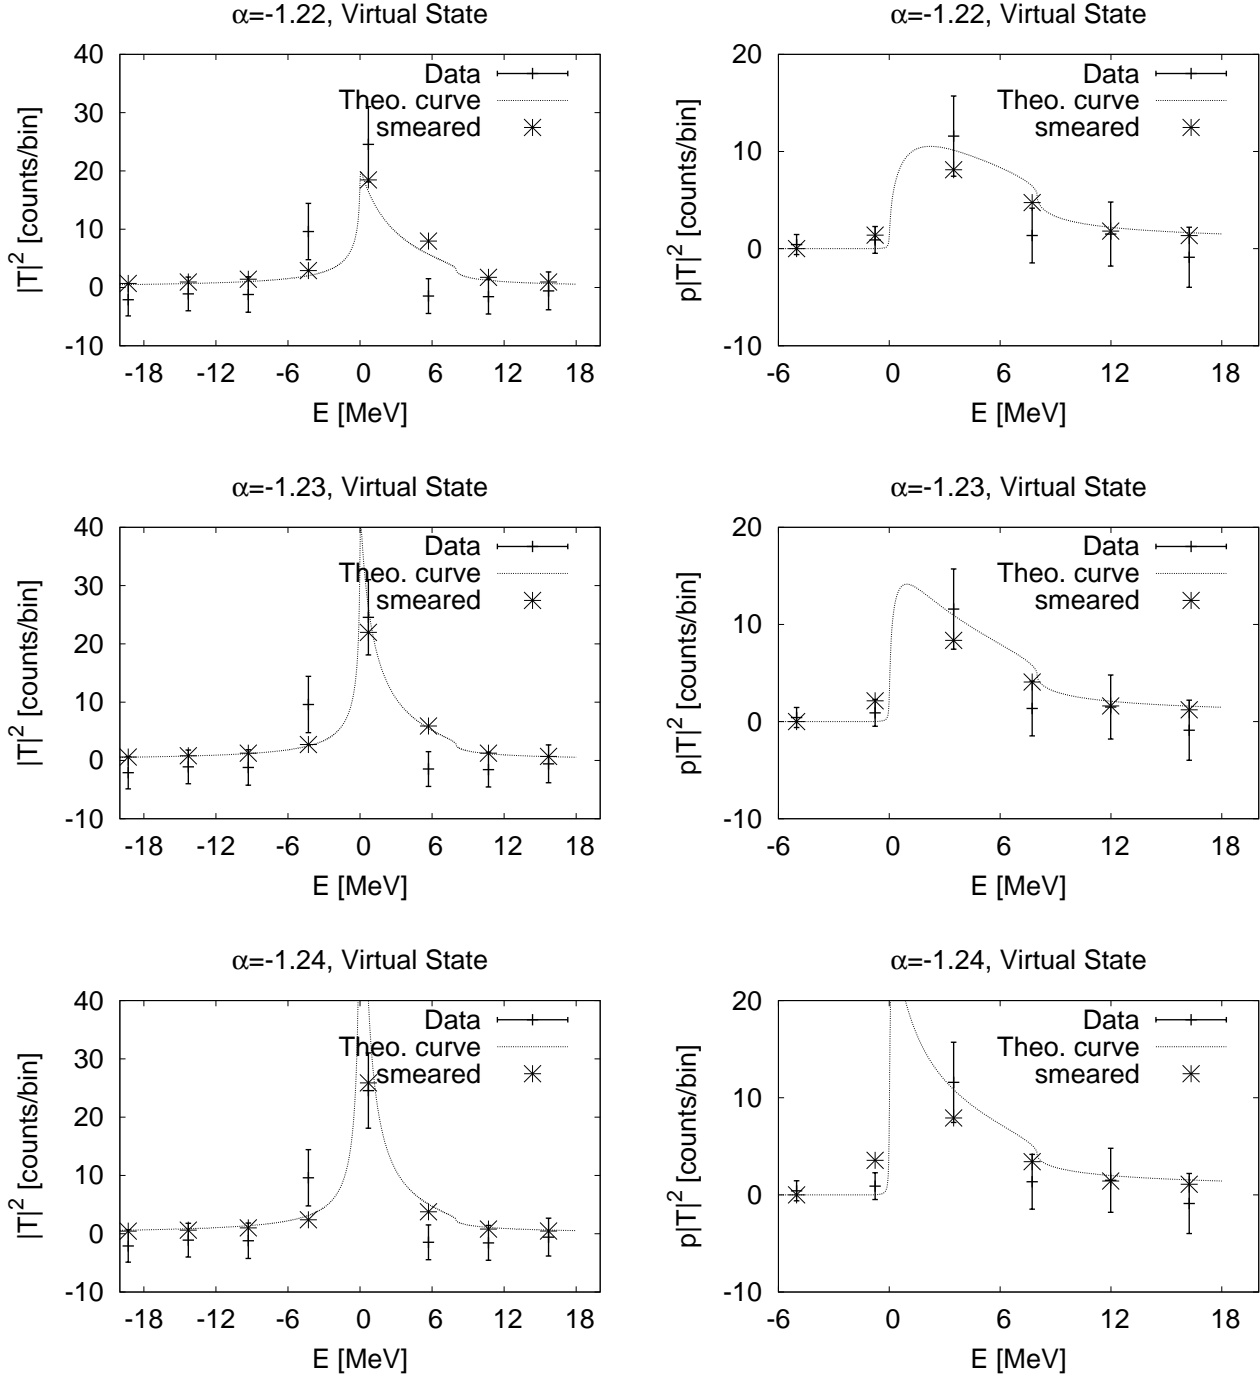 α=-1.22, Virtual State
|T|² [counts/bin]
40
30
20
10
0
-10
Data
Theo. curve
smeared
-18 -12 -6 0 6 12 18
E [MeV]
α=-1.22, Virtual State
p|T|² [counts/bin]
20
10
0
-10
Data
Theo. curve
smeared
-6 0 6 12 18
E [MeV]
α=-1.23, Virtual State
|T|² [counts/bin]
40
30
20
10
0
-10
Data
Theo. curve
smeared
-18 -12 -6 0 6 12 18
E [MeV]
α=-1.23, Virtual State
p|T|² [counts/bin]
20
10
0
-10
Data
Theo. curve
smeared
-6 0 6 12 18
E [MeV]
α=-1.24, Virtual State
|T|² [counts/bin]
40
30
20
10
0
-10
Data
Theo. curve
smeared
-18 -12 -6 0 6 12 18
E [MeV]
α=-1.24, Virtual State
p|T|² [counts/bin]
20
10
0
-10
Data
Theo. curve
smeared
-6 0 6 12 18
E [MeV]